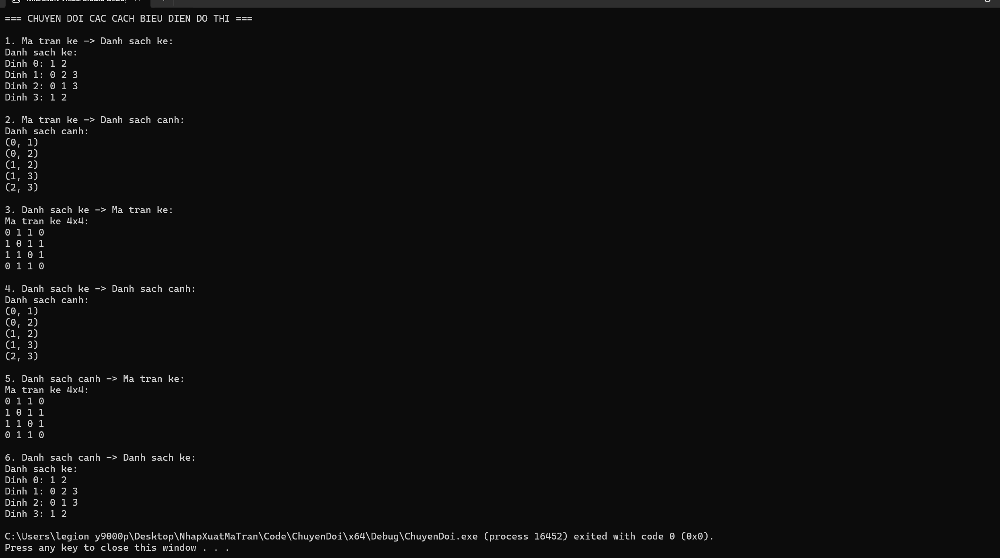 Microsoft Visual Studio Debug
=== CHUYEN DOI CAC CACH BIEU DIEN DO THI ===
1. Ma tran ke -> Danh sach ke:
Danh sach ke:
Dinh 0: 1 2
Dinh 1: 0 2 3
Dinh 2: 0 1 3
Dinh 3: 1 2
2. Ma tran ke -> Danh sach canh:
Danh sach canh:
(0, 1)
(0, 2)
(1, 2)
(1, 3)
(2, 3)
3. Danh sach ke -> Ma tran ke:
Ma tran ke 4x4:
0 1 1 0
1 0 1 1
1 1 0 1
0 1 1 0
4. Danh sach ke -> Danh sach canh:
Danh sach canh:
(0, 1)
(0, 2)
(1, 2)
(1, 3)
(2, 3)
5. Danh sach canh -> Ma tran ke:
Ma tran ke 4x4:
0 1 1 0
1 0 1 1
1 1 0 1
0 1 1 0
6. Danh sach canh -> Danh sach ke:
Danh sach ke:
Dinh 0: 1 2
Dinh 1: 0 2 3
Dinh 2: 0 1 3
Dinh 3: 1 2
C:\Users\legion y9000p\Desktop\NhapXuatMaTran\Code\ChuyenDoi\x64\Debug\ChuyenDoi.exe (process 16452) exited with code 0 (0x0).
Press any key to close this window . . .